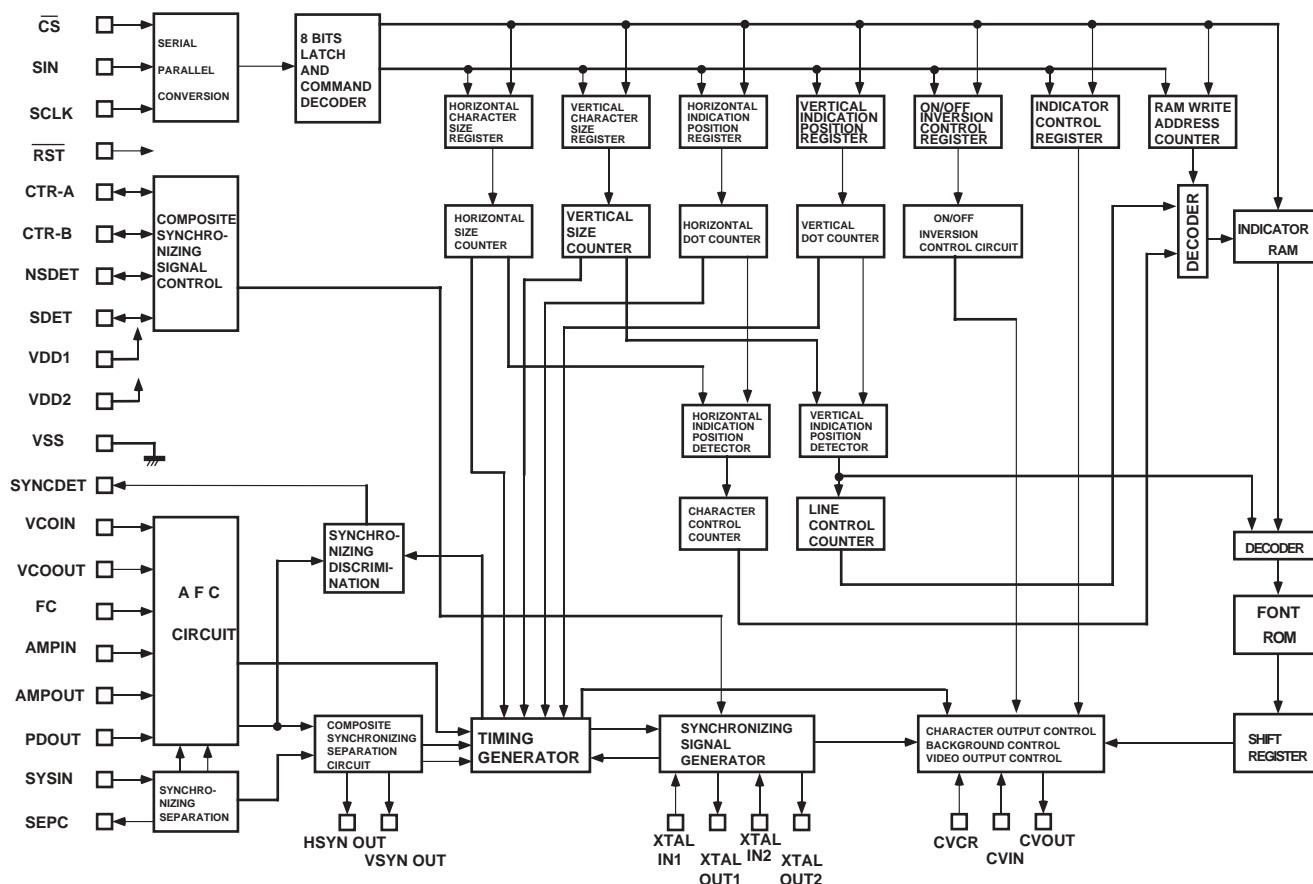 CS
SIN
SCLK
RST
CTR-A
CTR-B
NSDET
SDET
VDD1
VDD2
VSS
SYNCDET
VCOIN
VCOOUT
FC
AMPIN
AMPOUT
PDOUT
SYSIN
SEPC
SERIAL
PARALLEL
CONVERSION
8 BITS
LATCH
AND
COMMAND
DECODER
HORIZONTAL
CHARACTER
SIZE
REGISTER
VERTICAL
CHARACTER
SIZE
REGISTER
HORIZONTAL
INDICATION
POSITION
REGISTER
VERTICAL
INDICATION
POSITION
REGISTER
ON/OFF
INVERSION
CONTROL
REGISTER
INDICATOR
CONTROL
REGISTER
RAM WRITE
ADDRESS
COUNTER
COMPOSITE
SYNCHRO-
NIZING
SIGNAL
CONTROL
HORIZONTAL
SIZE COUNTER
VERTICAL
SIZE
COUNTER
HORIZONTAL
DOT COUNTER
VERTICAL
DOT COUNTER
ON/OFF
INVERSION
CONTROL CIRCUIT
DECODER
INDICATOR
RAM
HORIZONTAL
INDICATION
POSITION
DETECTOR
VERTICAL
INDICATION
POSITION
DETECTOR
CHARACTER
CONTROL
COUNTER
LINE
CONTROL
COUNTER
SYNCHRO-
NIZING
DISCRIMI-
NATION
DECODER
FONT
ROM
A F C
CIRCUIT
COMPOSITE
SYNCHRONIZING
SEPARATION
CIRCUIT
TIMING
GENERATOR
SYNCHRONIZING
SIGNAL
GENERATOR
CHARACTER OUTPUT CONTROL
BACKGROUND CONTROL
VIDEO OUTPUT CONTROL
SHIFT
REGISTER
SYNCHRO-
NIZING
SEPARATION
HSYN OUT
VSYN OUT
XTAL
IN1
XTAL
OUT1
XTAL
IN2
XTAL
OUT2
CVCR
CVIN
CVOUT